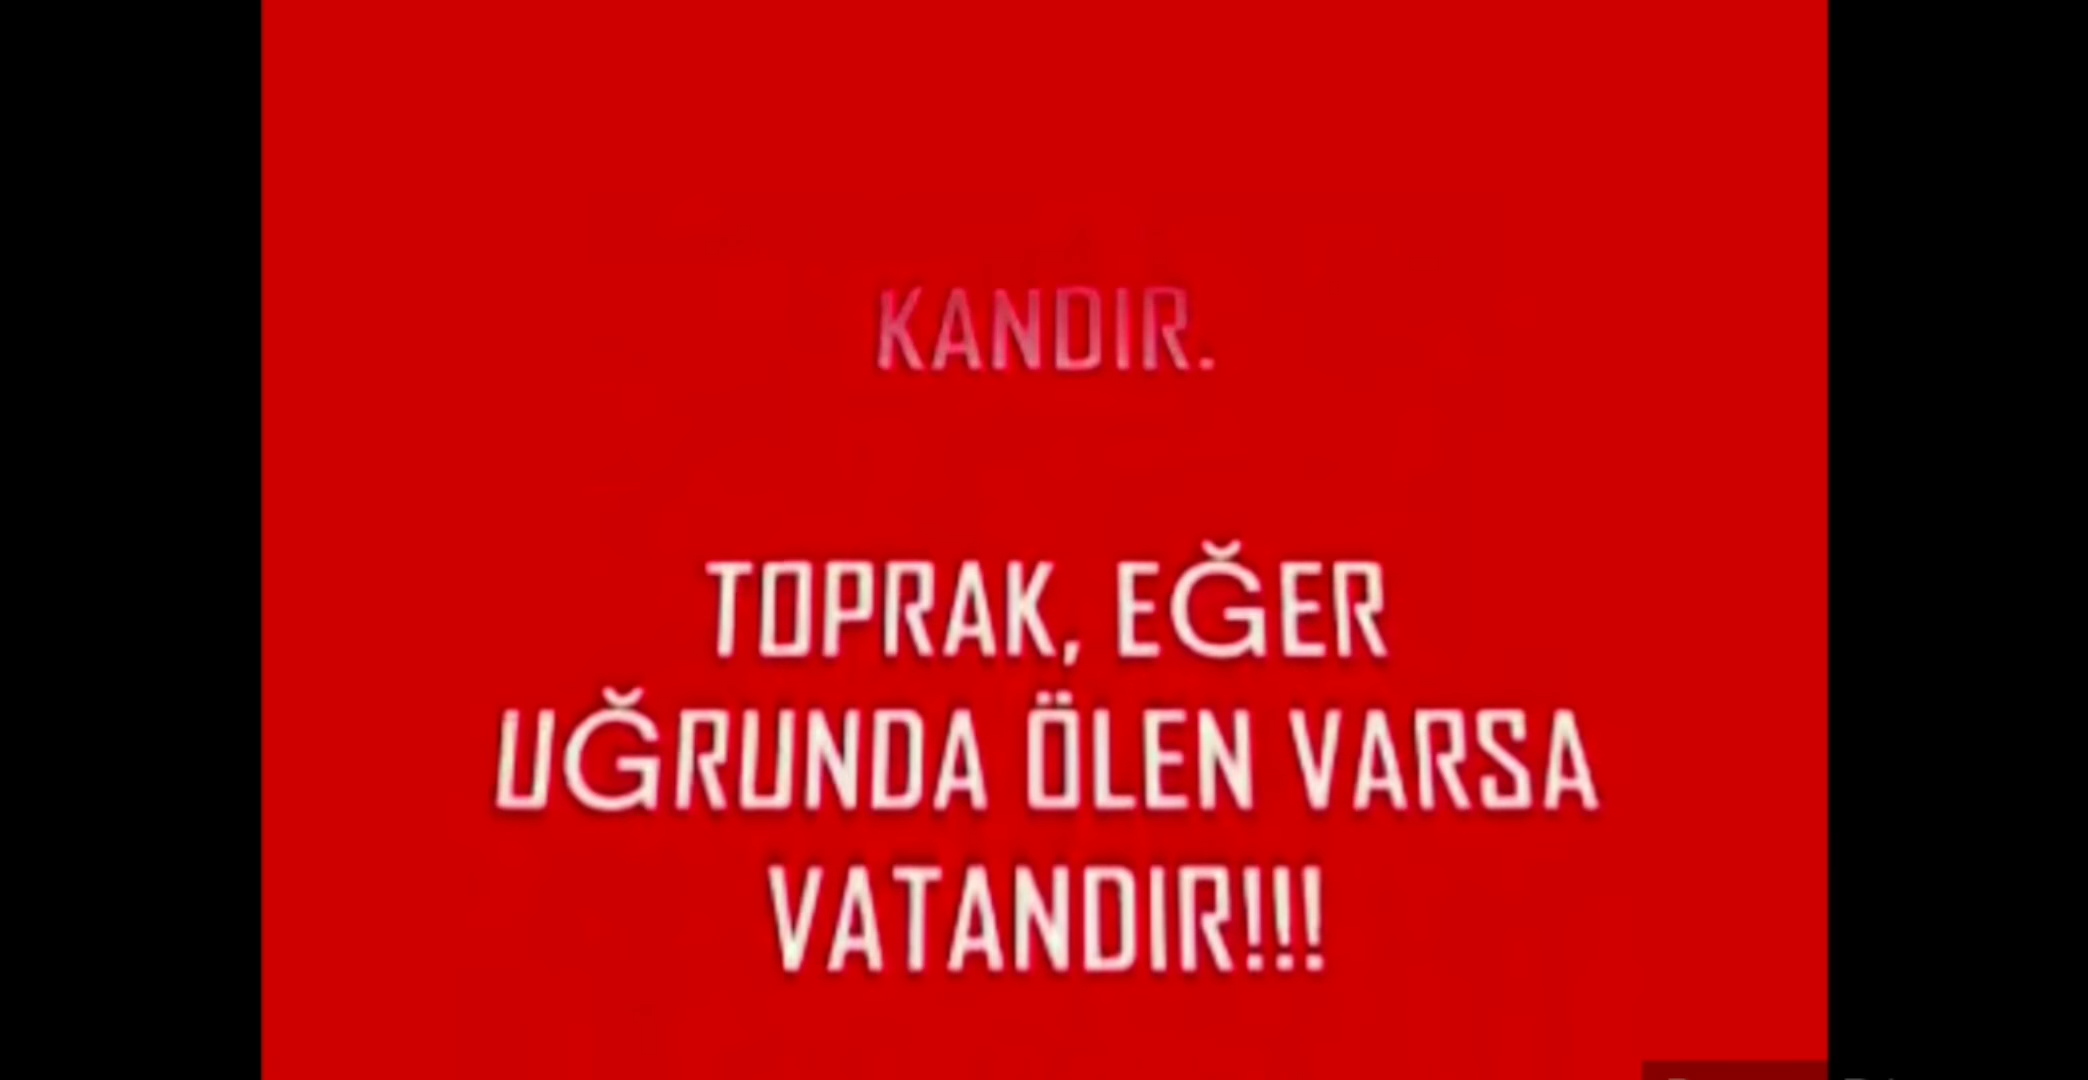 KANDIR.
TOPRAK, EĞER
UĞRUNDA ÖLEN VARSA
VATANDIR!!!